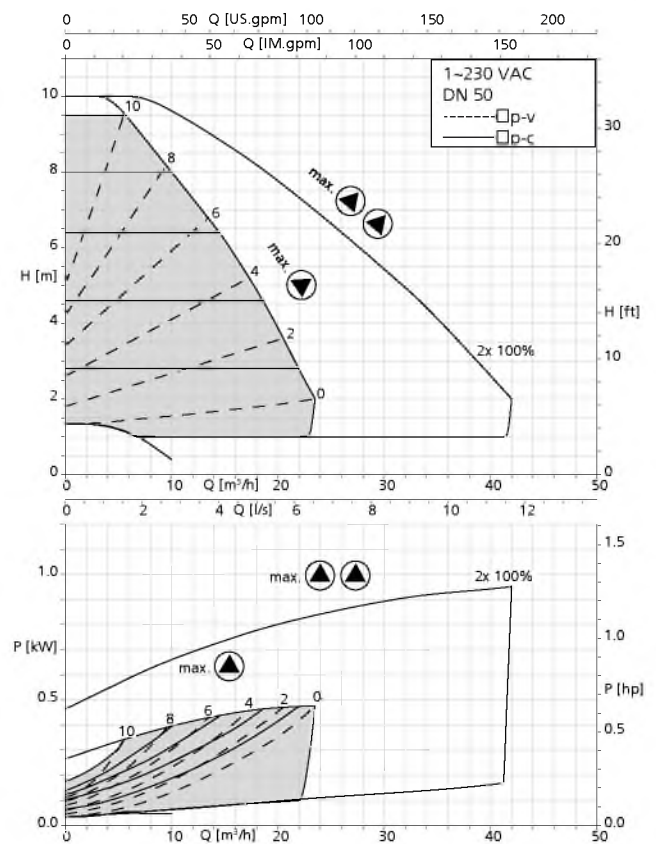 0 50 Q [US.gpm] 100 150 200
0 50 Q [IM.gpm] 100 150
1~230 VAC
DN 50
□p-v
□p-c
10
8
6
H [m]
4
2
0
30
20
H [ft]
10
0
10
8
6
4
2
0
max.
max.
2x 100%
0 Q [m³/h] 20 30 40 50
0 2 4 Q [l/s] 6 8 10 12
1.0
P [kW]
0.5
0.0
1.5
1.0
P [hp]
0.5
0.0
max.
2x 100%
max.
10 8 6 4 2 0
0 10 Q [m³/h] 20 30 40 50